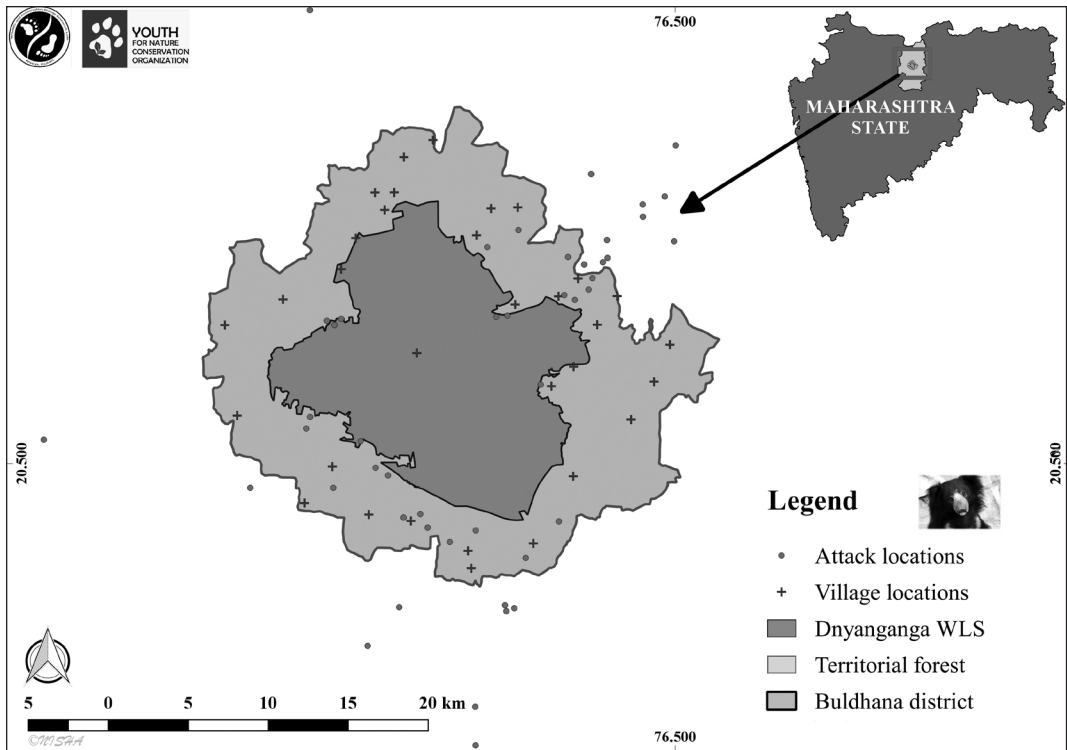 YOUTH
FOR NATURE
CONSERVATION
ORGANIZATION
76.500
MAHARASHTRA
STATE
20.500
20.500
Legend
Attack locations
Village locations
Dnyanganga WLS
Territorial forest
Buldhana district
5 0 5 10 15 20 km
©NISHA
76.500